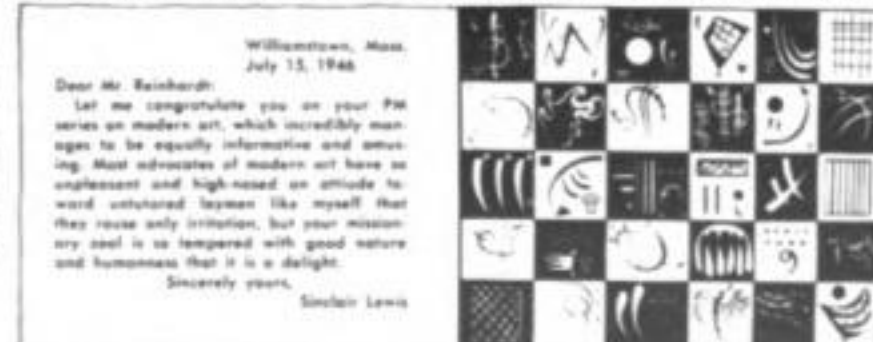 Williamstown, Mass.
July 15, 1946
Dear Mr. Reinhardt:
Let me congratulate you on your PM
series on modern art, which incredibly man-
ages to be equally informative and amus-
ing. Most advocates of modern art have so
unpleasant and high-nosed an attiude to-
ward untutored laymen like myself that
they rouse only irritation, but your mission-
ary zeal is so tempered with good nature
and humanness that it is a delight.
Sincerely yours,
Sinclair Lewis